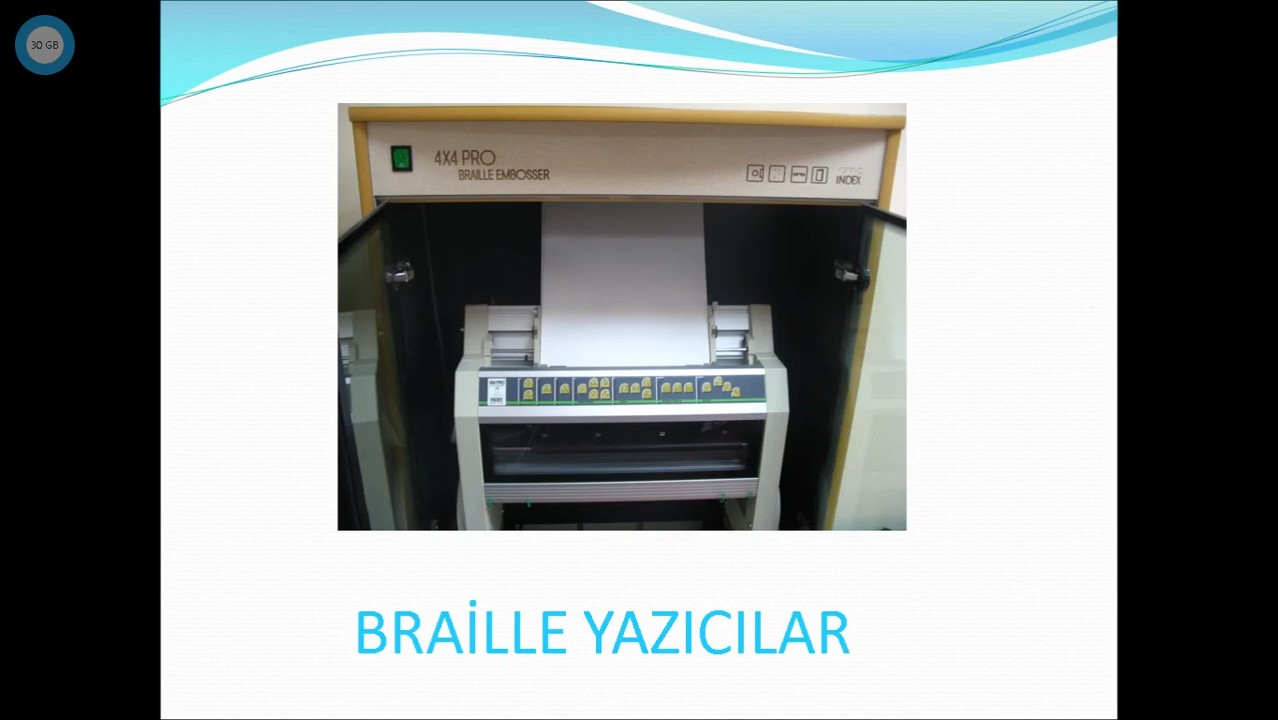 30 GB
4X4 PRO
BRAILLE EMBOSSER
INDEX
BRAİLLE YAZICILAR